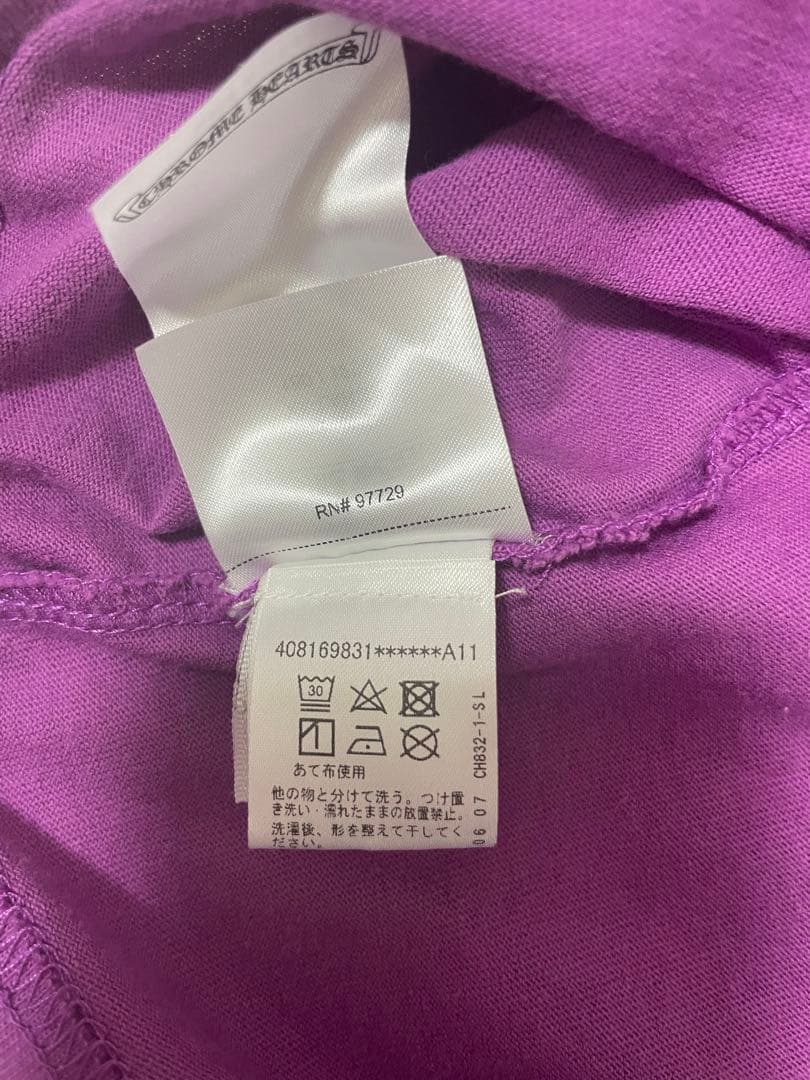 CHROME HEARTS
RN# 97729
408169831******A11
30
あて布使用
他の物と分けて洗う。つけ置
き洗い・濡れたままの放置禁止。
洗濯後、形を整えて干してく
ださい。
06 07 CH832-1-SL